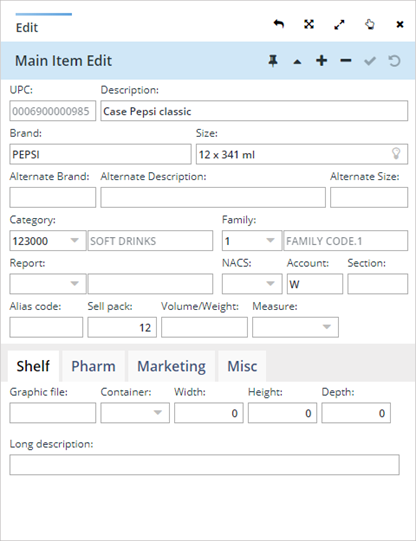 Edit
Main Item Edit
UPC: Description:
0006900000985 Case Pepsi classic
Brand: Size:
PEPSI 12 x 341 ml
Alternate Brand: Alternate Description: Alternate Size:
Category: Family:
123000 SOFT DRINKS 1 FAMILY CODE.1
Report: NACS: Account: Section:
W
Alias code: Sell pack: Volume/Weight: Measure:
12
Shelf Pharm Marketing Misc
Graphic file: Container: Width: Height: Depth:
0 0 0
Long description: